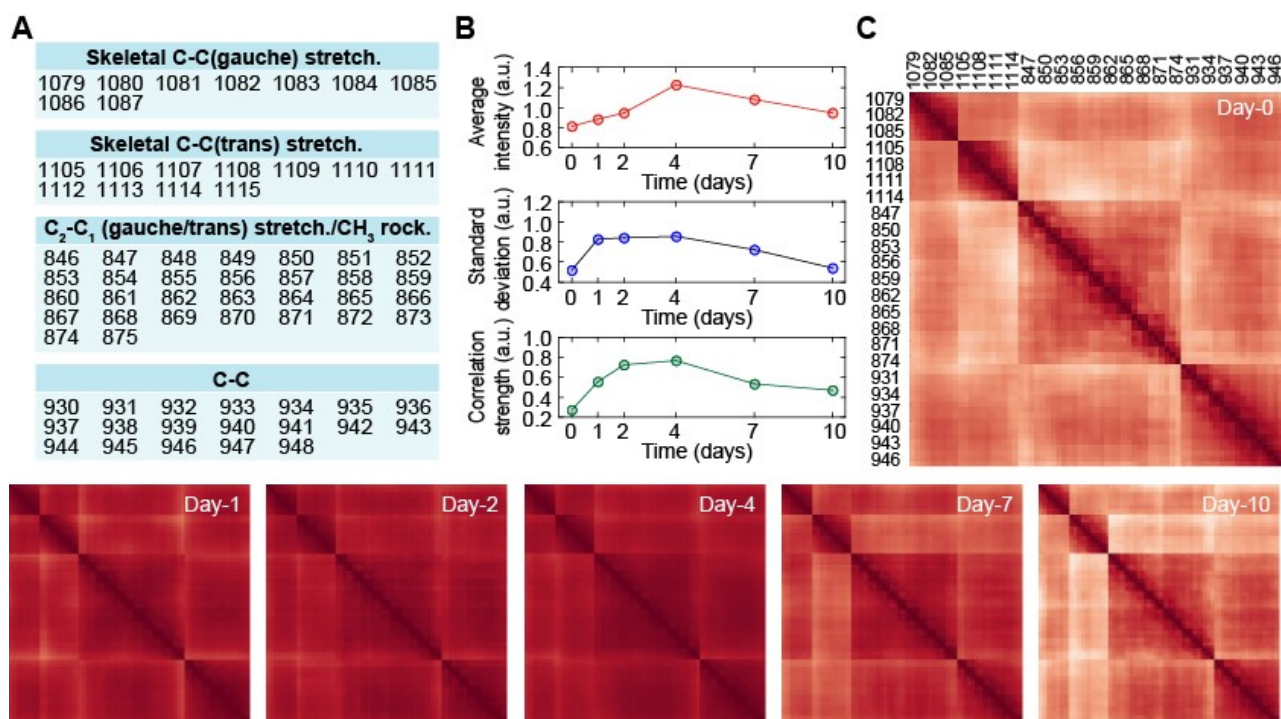 A
Skeletal C-C(gauche) stretch.
1079 1080 1081 1082 1083 1084 1085
1086 1087
Skeletal C-C(trans) stretch.
1105 1106 1107 1108 1109 1110 1111
1112 1113 1114 1115
C₂-C₁ (gauche/trans) stretch./CH₃ rock.
846 847 848 849 850 851 852
853 854 855 856 857 858 859
860 861 862 863 864 865 866
867 868 869 870 871 872 873
874 875
C-C
930 931 932 933 934 935 936
937 938 939 940 941 942 943
944 945 946 947 948
B
Average
intensity (a.u.)
1.4
1.2
1.0
0.8
0.6
0 1 2 4 7 10
Time (days)
Standard
deviation (a.u.)
1.2
1.0
0.8
0.6
0.4
0 1 2 4 7 10
Time (days)
Correlation
strength (a.u.)
1.0
0.8
0.6
0.4
0.2
0 1 2 4 7 10
Time (days)
C
1079 1082 1085 1105 1108 1111 1114 847 850 853 856 859 862 865 868 871 874 931 934 937 940 943 946
Day-0
1079
1082
1085
1105
1108
1111
1114
847
850
853
856
859
862
865
868
871
874
931
934
937
940
943
946
Day-1
Day-2
Day-4
Day-7
Day-10